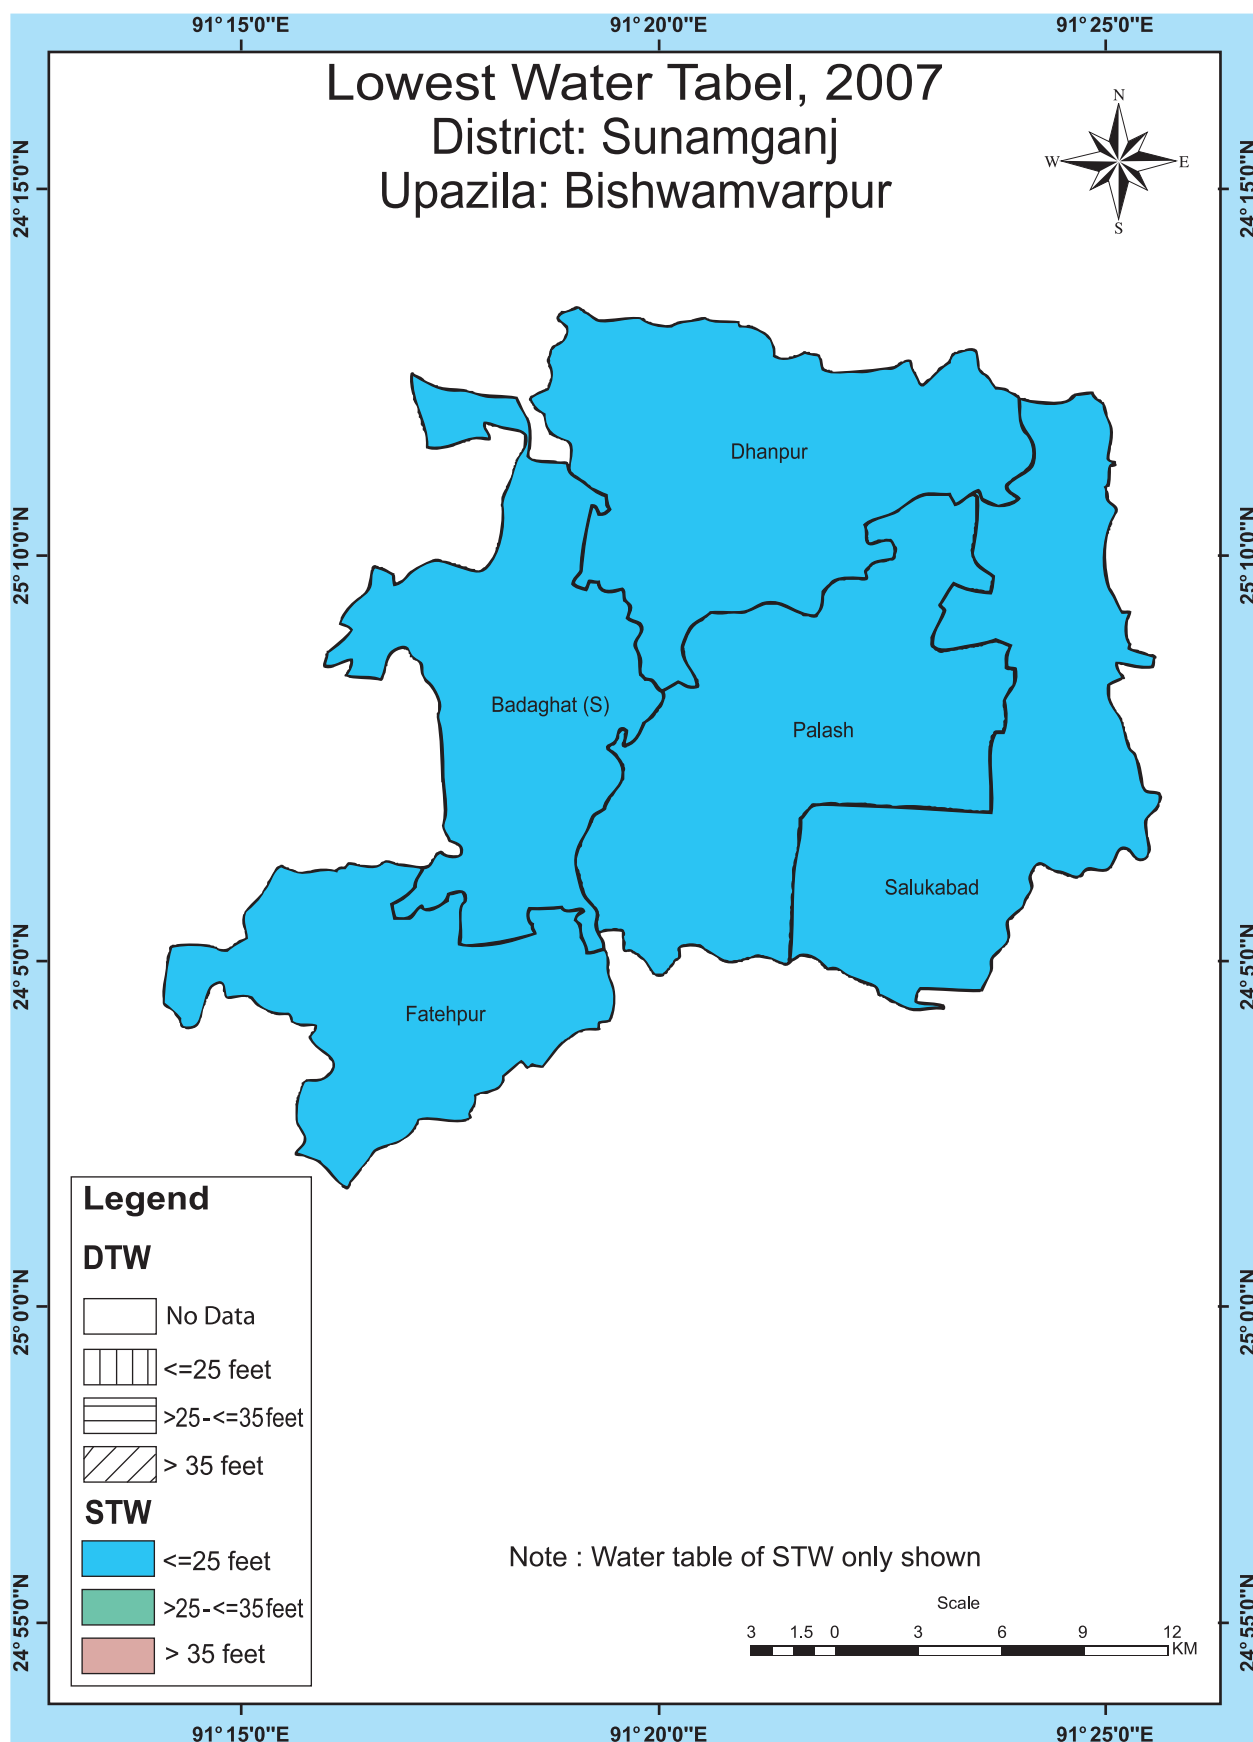 91°15'0"E 91°20'0"E 91°25'0"E
Lowest Water Tabel, 2007
District: Sunamganj
Upazila: Bishwamvarpur
N
W E
S
24°15'0"N 24°15'0"N
Dhanpur
25°10'0"N 25°10'0"N
Badaghat (S)
Palash
Salukabad
24°5'0"N 24°5'0"N
Fatehpur
Legend
DTW
No Data
<=25 feet
>25-<=35feet
> 35 feet
STW
<=25 feet
>25-<=35feet
> 35 feet
25°0'0"N 25°0'0"N
Note : Water table of STW only shown
Scale
3 1.5 0 3 6 9 12
KM
24°55'0"N 24°55'0"N
91°15'0"E 91°20'0"E 91°25'0"E